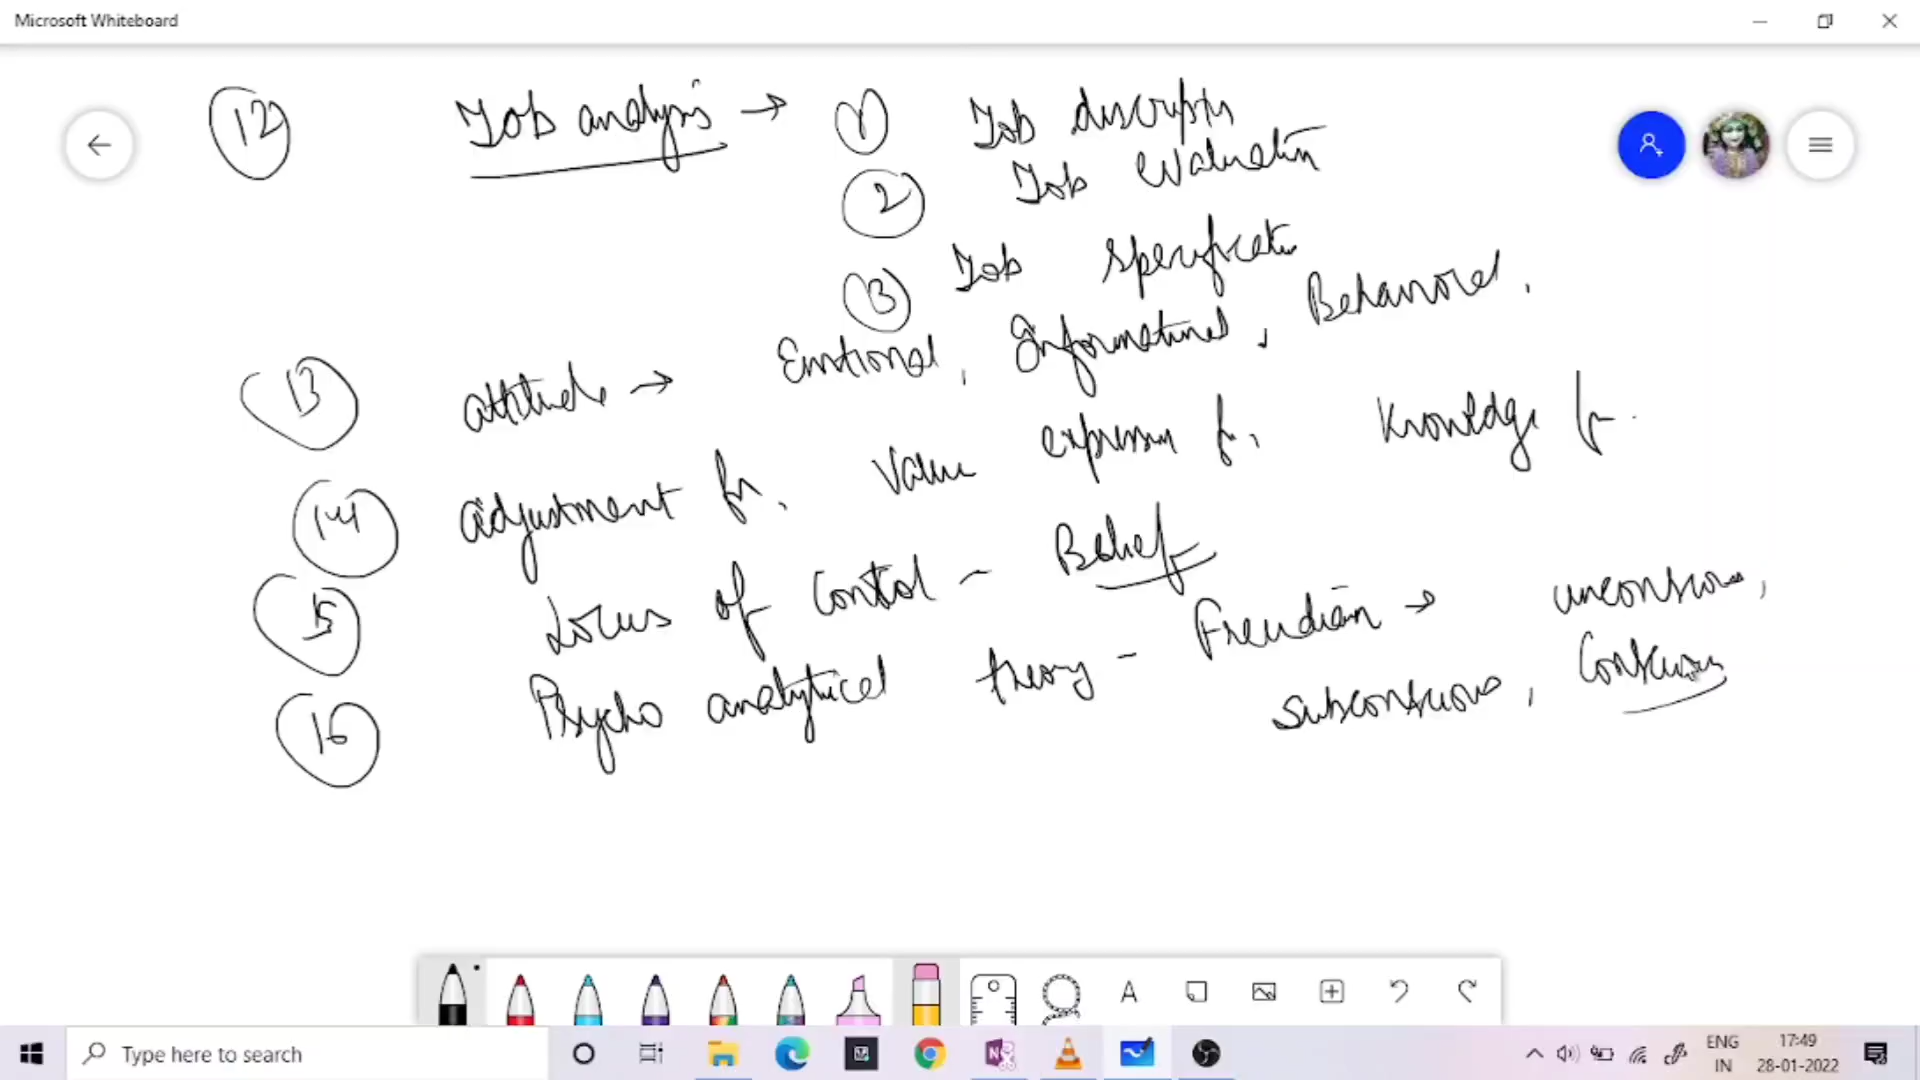 Microsoft Whiteboard
12 Job analysis → 1 Job descriptn
2 Job Evaluation
3 Job specificatn
13 attitude → Emotional, Informational, Behavioral.
14 adjustment fn. Value expression fn. Knowledge fn.
15 Locus of Control - Belief
16 Psycho analytical theory - Freudian → unconscious,
subconscious, Conscious
A
Type here to search
ENG
IN
17:49
28-01-2022